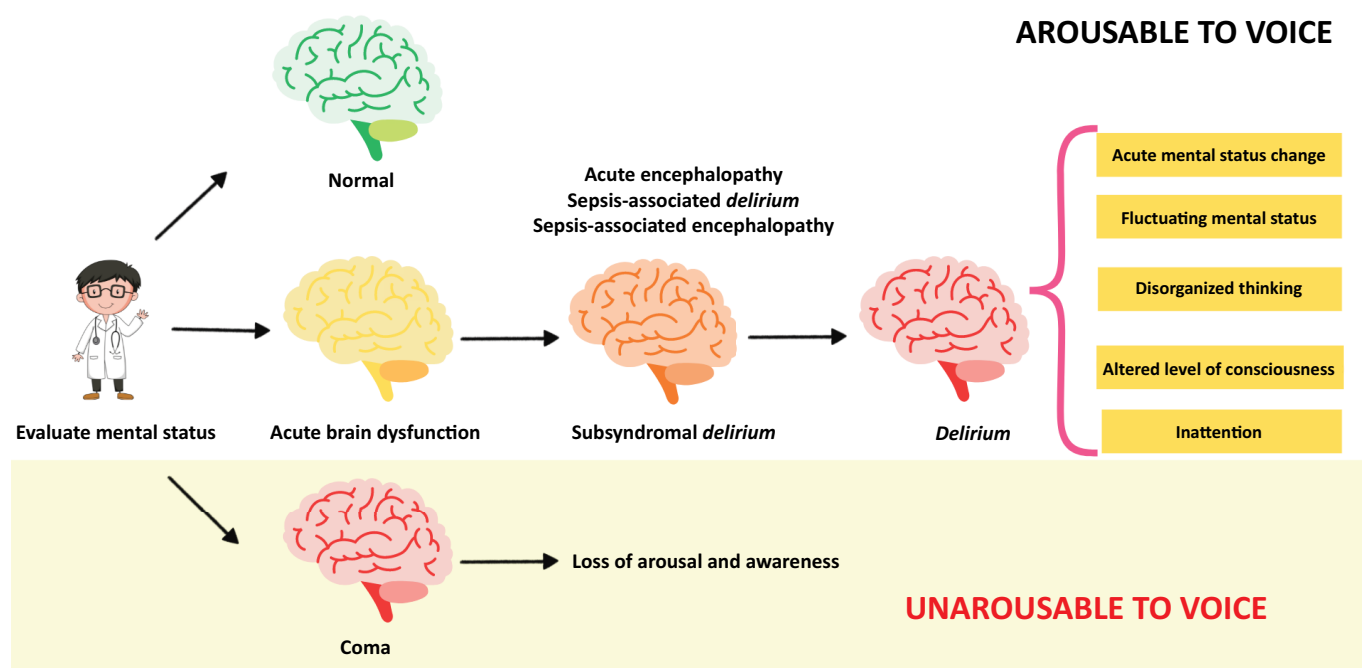 AROUSABLE TO VOICE
Normal
Acute encephalopathy
Sepsis-associated delirium
Sepsis-associated encephalopathy
Acute mental status change
Fluctuating mental status
Disorganized thinking
Altered level of consciousness
Inattention
Evaluate mental status
Acute brain dysfunction
Subsyndromal delirium
Delirium
Loss of arousal and awareness
UNAROUSABLE TO VOICE
Coma